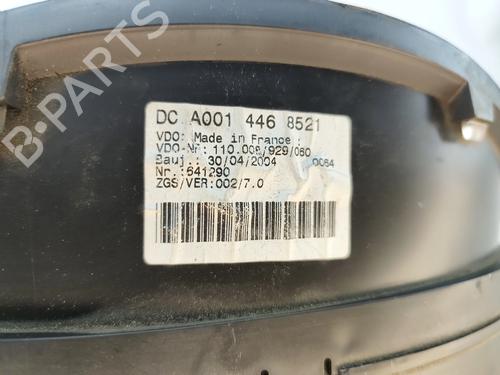 B-PARTS
DC A001 446 8521
VDO: Made in France :
VDO-Nr: 110.008/929/060
Bauj.: 30/04/2004 0064
Nr.:641290
ZGS/VER:002/7.0
B-PARTS